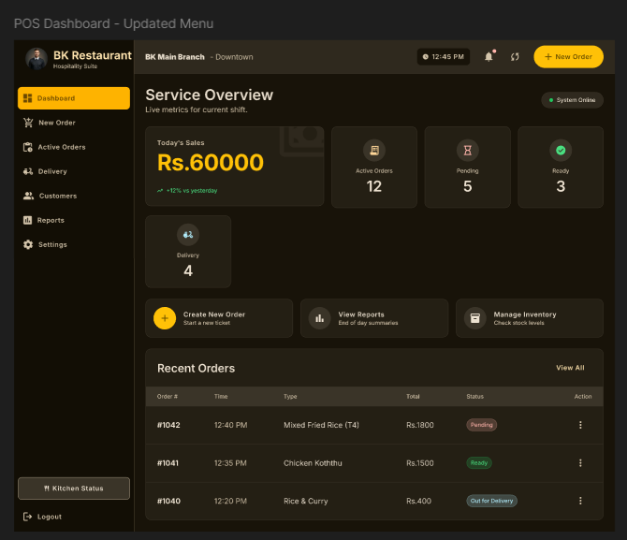 POS Dashboard - Updated Menu
BK Restaurant
Hospitality Suite
BK Main Branch - Downtown
12:45 PM
+ New Order
Dashboard
New Order
Active Orders
Delivery
Customers
Reports
Settings
Kitchen Status
Logout
Service Overview
Live metrics for current shift.
System Online
Today's Sales
Rs.60000
+12% vs yesterday
Active Orders
12
Pending
5
Ready
3
Delivery
4
Create New Order
Start a new ticket
View Reports
End of day summaries
Manage Inventory
Check stock levels
Recent Orders
View All
Order # Time Type Total Status Action
#1042 12:40 PM Mixed Fried Rice (T4) Rs.1800 Pending
#1041 12:35 PM Chicken Koththu Rs.1500 Ready
#1040 12:20 PM Rice & Curry Rs.400 Out for Delivery